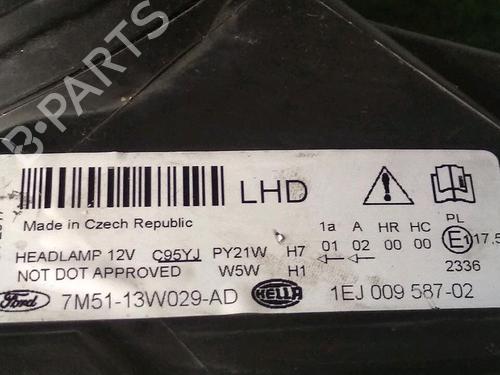 B-PARTS
LHD
Made in Czech Republic
1a A HR HC PL
HEADLAMP 12V C95YJ PY21W H7 01 02 00 00 E1 17.5
NOT DOT APPROVED W5W H1 2336
Ford 7M51-13W029-AD HELLA 1EJ 009 587-02